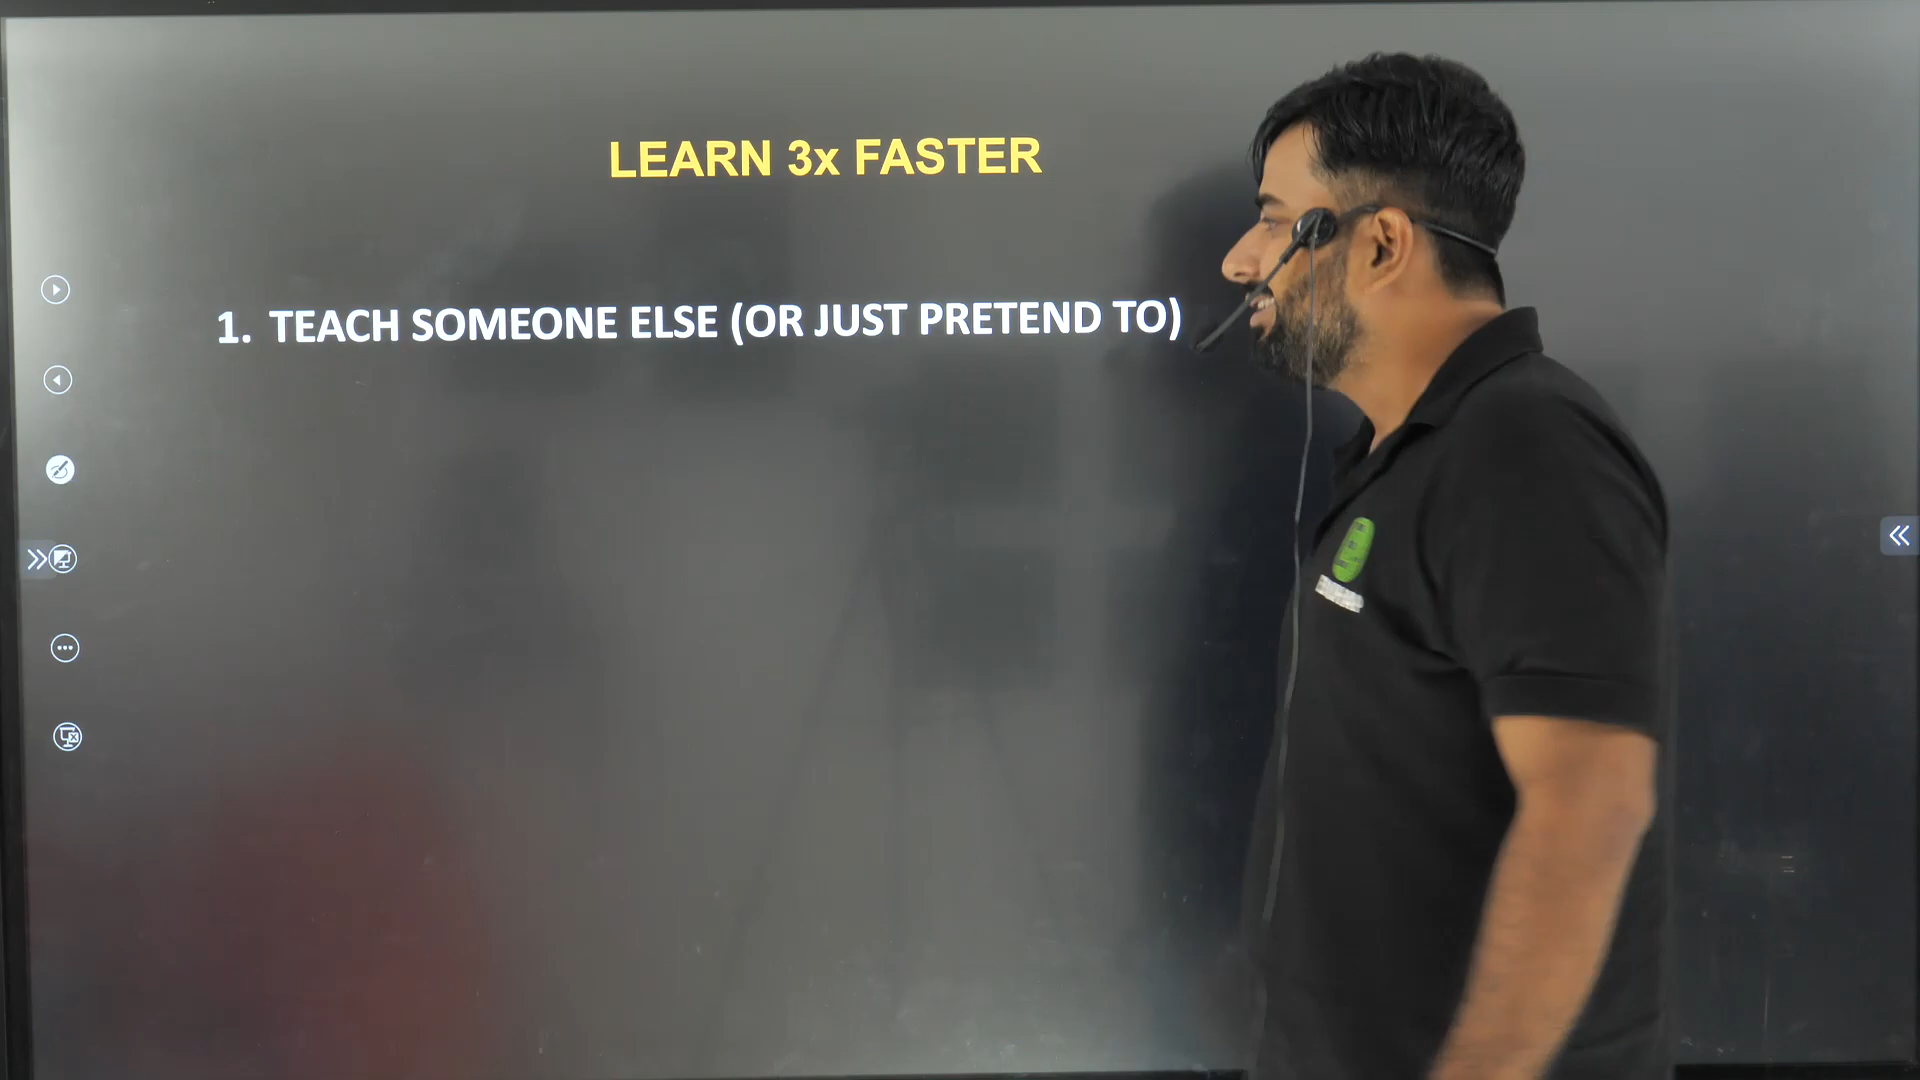 LEARN 3x FASTER
1. TEACH SOMEONE ELSE (OR JUST PRETEND TO)